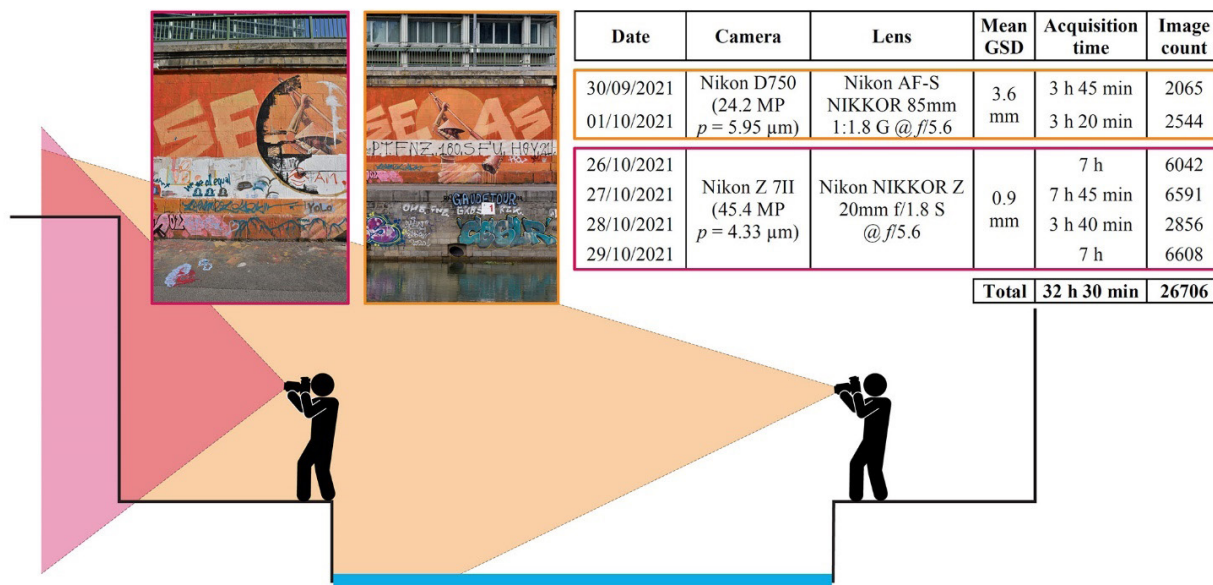 Date Camera Lens Mean GSD Acquisition time Image count
30/09/2021 Nikon D750 (24.2 MP p = 5.95 µm) Nikon AF-S NIKKOR 85mm 1:1.8 G @ f/5.6 3.6 mm 3 h 45 min 2065
01/10/2021 3 h 20 min 2544
26/10/2021 Nikon Z 7II (45.4 MP p = 4.33 µm) Nikon NIKKOR Z 20mm f/1.8 S @ f/5.6 0.9 mm 7 h 6042
27/10/2021 7 h 45 min 6591
28/10/2021 3 h 40 min 2856
29/10/2021 7 h 6608
Total 32 h 30 min 26706
SE
YOLO
SE AS